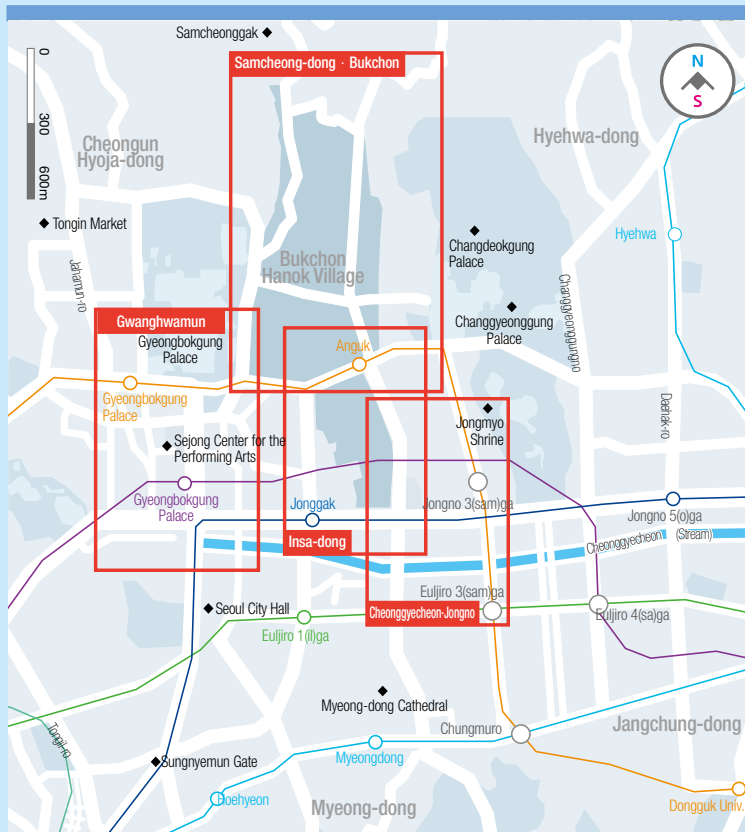 Samcheonggak
Samcheong-dong · Bukchon
N
S
0
300
600m
Cheongun
Hyoja-dong
Hyehwa-dong
Tongin Market
Jahamun-ro
Bukchon
Hanok Village
Changdeokgung
Palace
Hyehwa
Changgyeonggung
Palace
Changgyeonggungno
Gwanghwamun
Gyeongbokgung
Palace
Anguk
Gyeongbokgung
Palace
Jongmyo
Shrine
Daehak-ro
Sejong Center for the
Performing Arts
Gyeongbokgung
Palace
Jonggak
Jongno 3(sam)ga
Jongno 5(o)ga
Insa-dong
Cheonggyecheon (Stream)
Euljiro 3(sam)ga
Seoul City Hall
Cheonggyecheon·Jongno
Euljiro 4(sa)ga
Euljiro 1(il)ga
Myeong-dong Cathedral
Chungmuro
Jangchung-dong
Tongil-ro
Sungnyemun Gate
Myeongdong
Hoehyeon
Myeong-dong
Dongguk Univ.